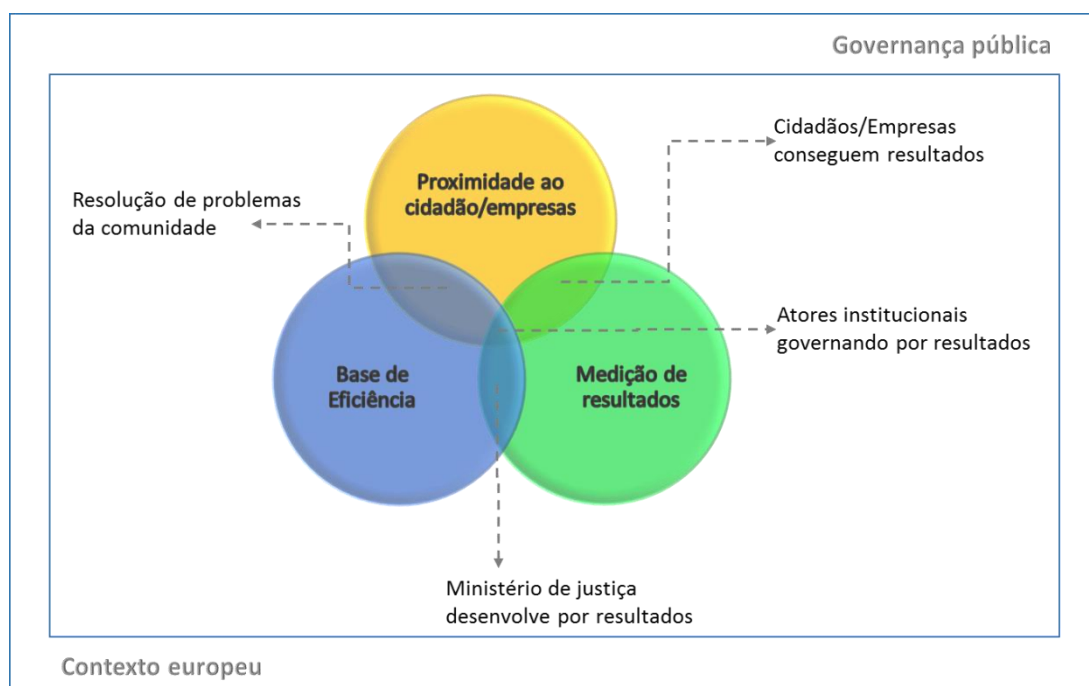 Governança pública
Cidadãos/Empresas
conseguem resultados
Proximidade ao
cidadão/empresas
Resolução de problemas
da comunidade
Atores institucionais
governando por resultados
Base de
Eficiência
Medição de
resultados
Ministério de justiça
desenvolve por resultados
Contexto europeu